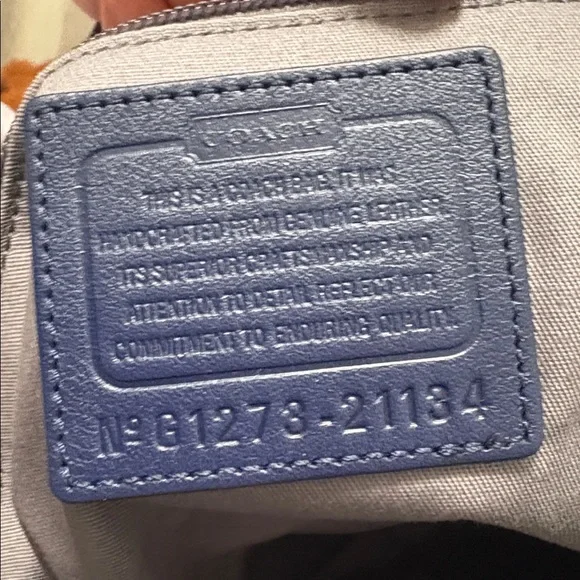 COACH
THIS IS A COACH BAG. IT WAS
HANDCRAFTED FROM GENUINE LEATHER.
ITS SUPERIOR CRAFTSMANSHIP AND
ATTENTION TO DETAIL REFLECT OUR
COMMITMENT TO ENDURING QUALITY.
Nº G1273-21134